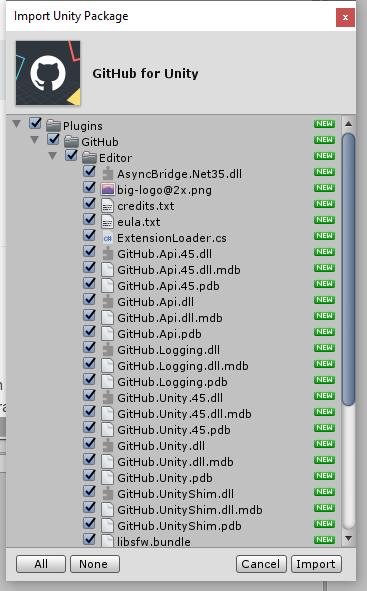 Import Unity Package
x
GitHub for Unity
Plugins NEW
GitHub NEW
Editor NEW
AsyncBridge.Net35.dll NEW
big-logo@2x.png NEW
credits.txt NEW
eula.txt NEW
C# ExtensionLoader.cs NEW
GitHub.Api.45.dll NEW
GitHub.Api.45.dll.mdb NEW
GitHub.Api.45.pdb NEW
GitHub.Api.dll NEW
GitHub.Api.dll.mdb NEW
GitHub.Api.pdb NEW
GitHub.Logging.dll NEW
GitHub.Logging.dll.mdb NEW
GitHub.Logging.pdb NEW
GitHub.Unity.45.dll NEW
GitHub.Unity.45.dll.mdb NEW
GitHub.Unity.45.pdb NEW
GitHub.Unity.dll NEW
GitHub.Unity.dll.mdb NEW
GitHub.Unity.pdb NEW
GitHub.UnityShim.dll NEW
GitHub.UnityShim.dll.mdb NEW
GitHub.UnityShim.pdb NEW
libsfw.bundle NEW
All None Cancel Import